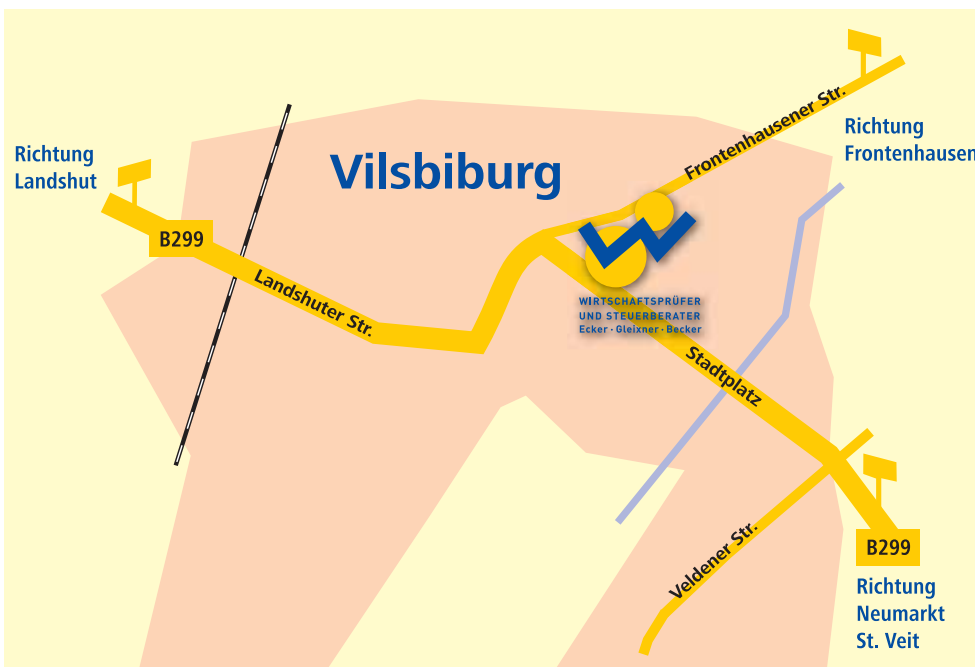 Richtung
Landshut
B299
Landshuter Str.
Vilsbiburg
Frontenhausener Str.
Richtung
Frontenhausen
WIRTSCHAFTSPRÜFER
UND STEUERBERATER
Ecker · Gleixner · Becker
Stadtplatz
Veldener Str.
B299
Richtung
Neumarkt
St. Veit